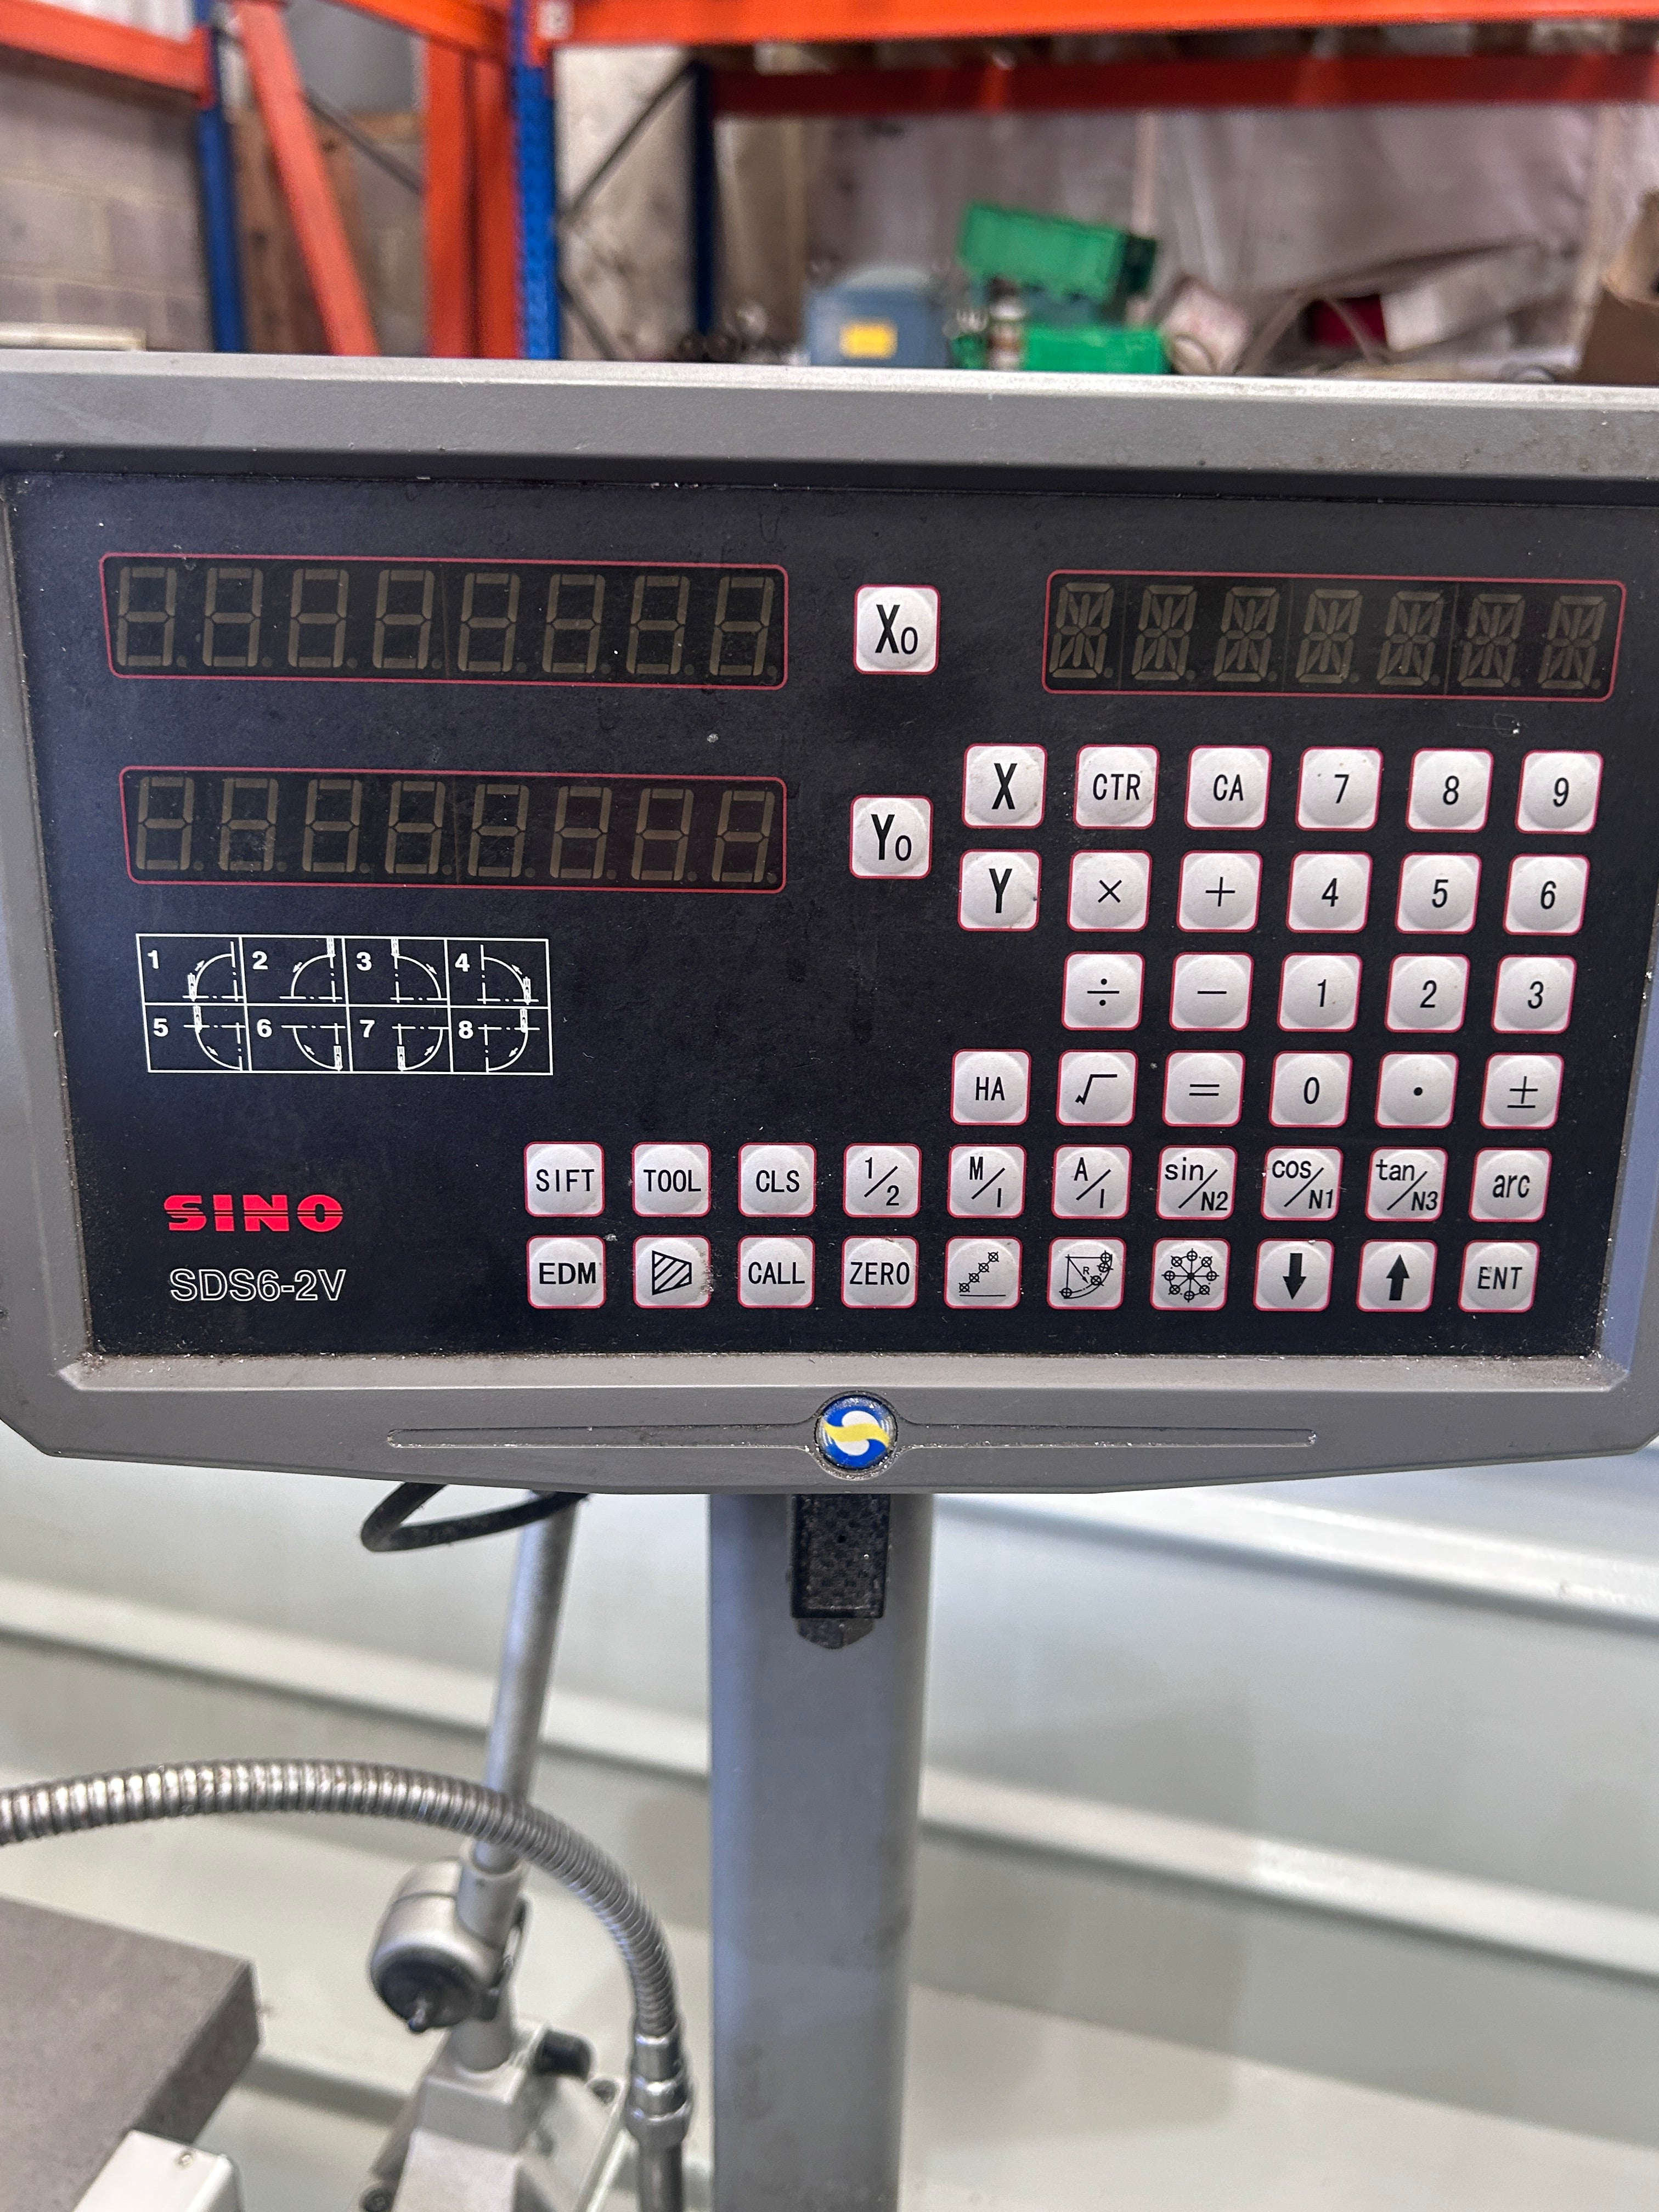 X0
X CTR CA 7 8 9
Y0
Y × + 4 5 6
÷ − 1 2 3
1 2 3 4
5 6 7 8
HA √ = 0 . ±
SIFT TOOL CLS 1/2 M/I A/I sin/N2 cos/N1 tan/N3 arc
SINO
EDM CALL ZERO R ↓ ↑ ENT
SDS6-2V